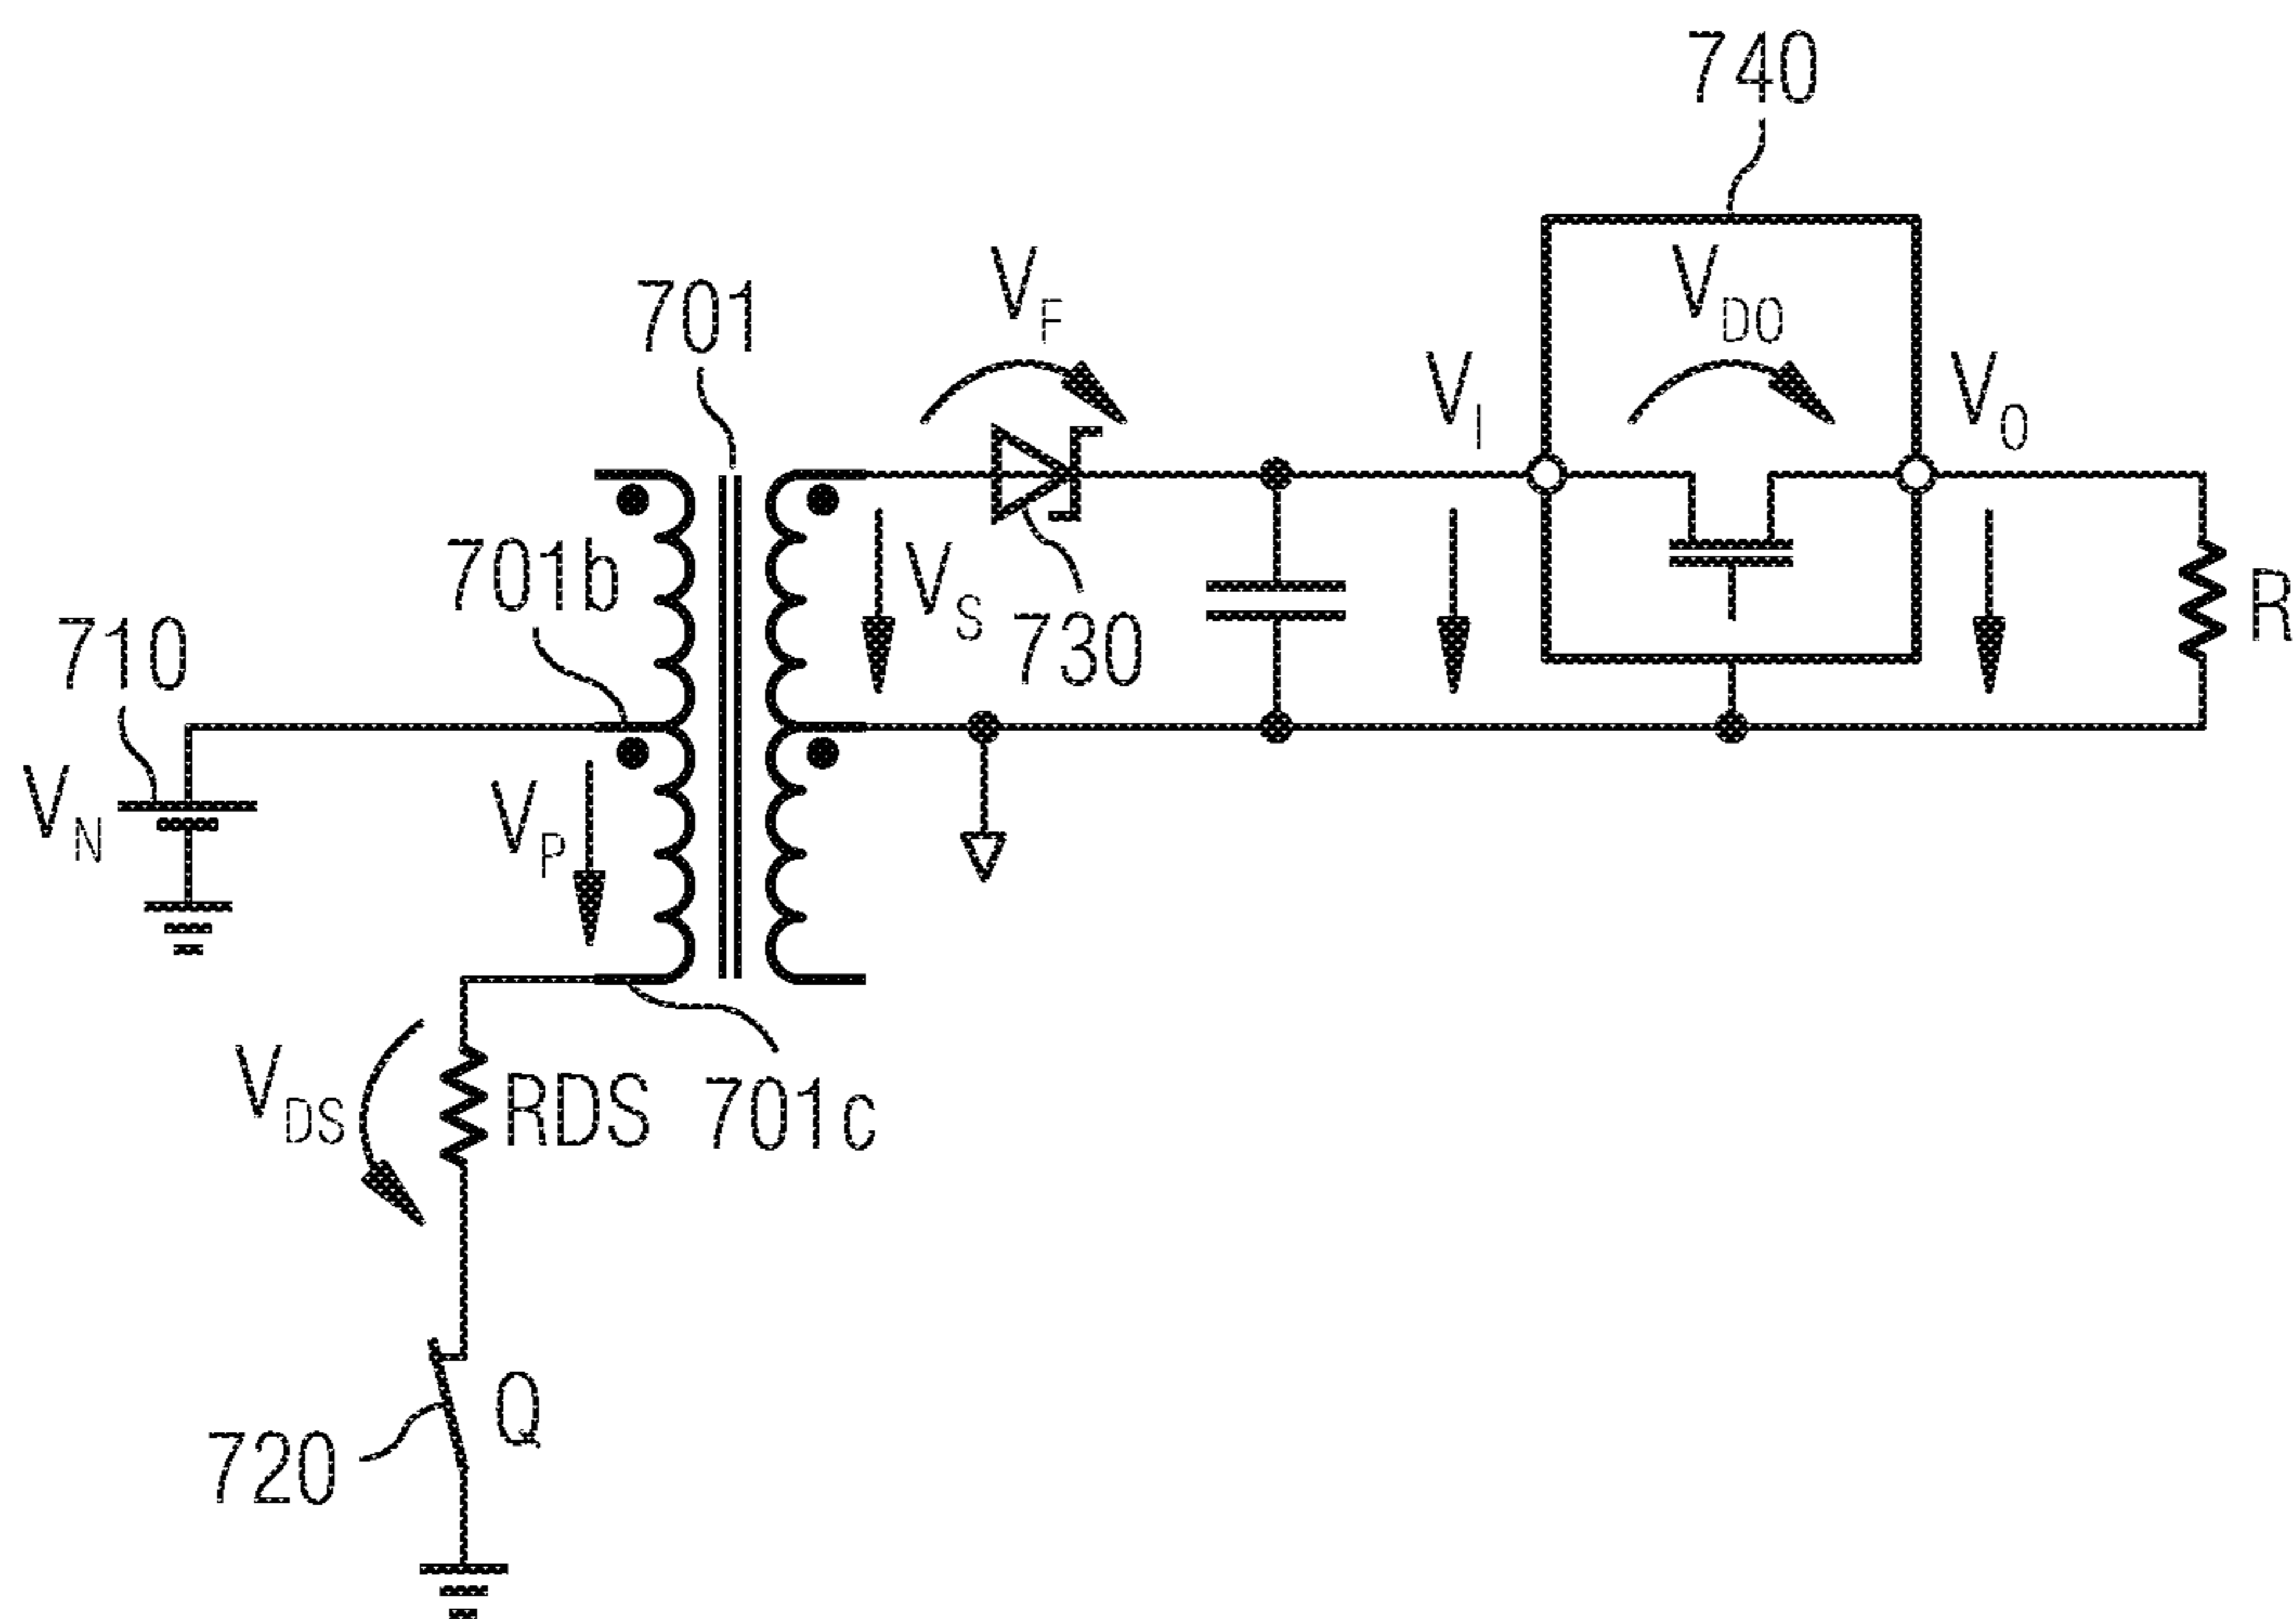 740
V_F
V_DO
701
V_I
V_O
701b
V_S
730
R
710
V_N
V_P
V_DS
RDS
701c
Q
720